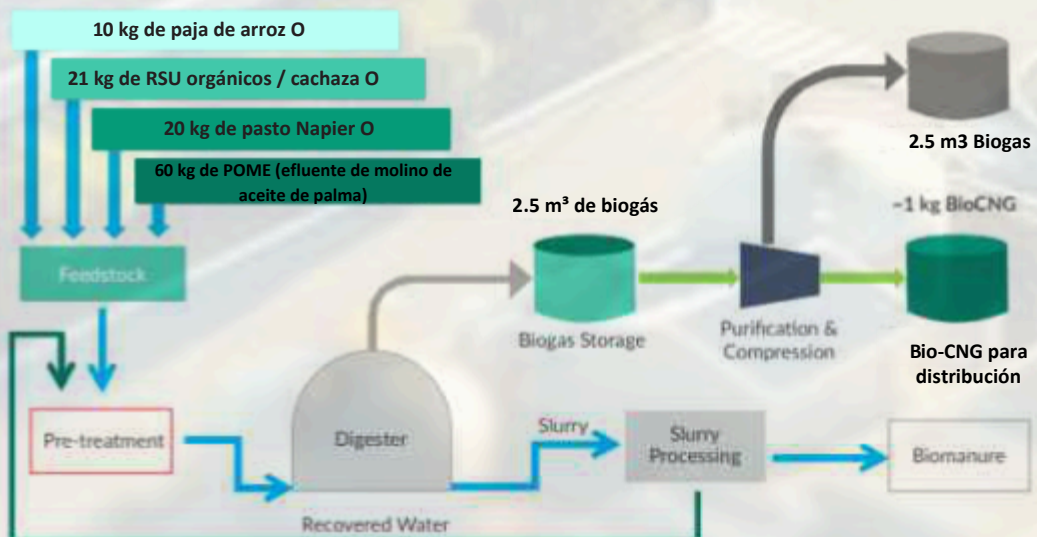 10 kg de paja de arroz O
21 kg de RSU orgánicos / cachaza O
20 kg de pasto Napier O
60 kg de POME (efluente de molino de
aceite de palma)
Feedstock
Pre-treatment
Digester
Recovered Water
2.5 m³ de biogás
Biogas Storage
Purification &
Compression
2.5 m3 Biogas
~1 kg BioCNG
Bio-CNG para
distribución
Slurry
Slurry
Processing
Biomanure